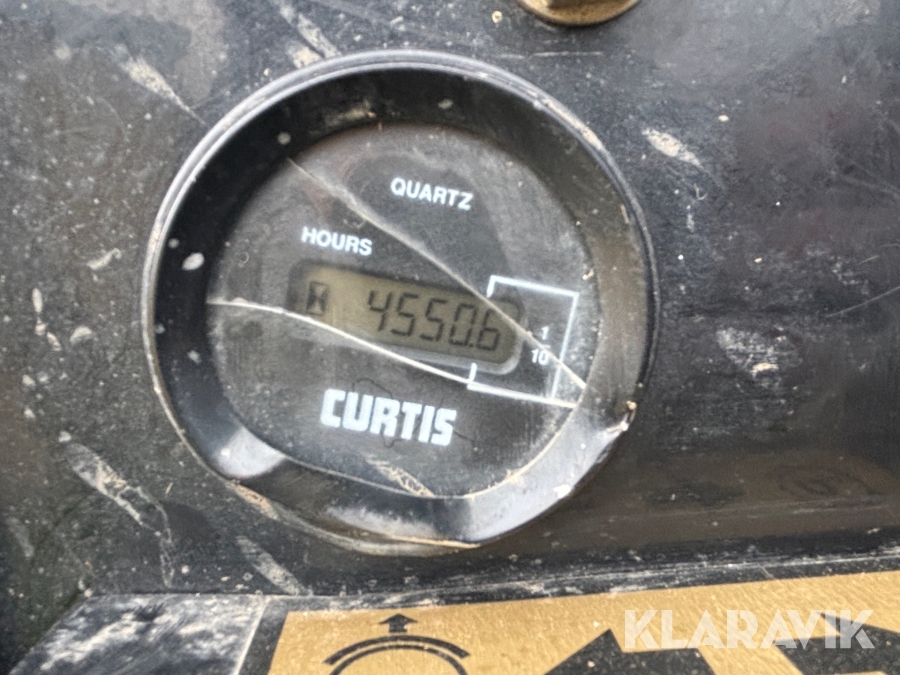 QUARTZ
HOURS
4550.6
1
10
CURTIS
KLARAVIK